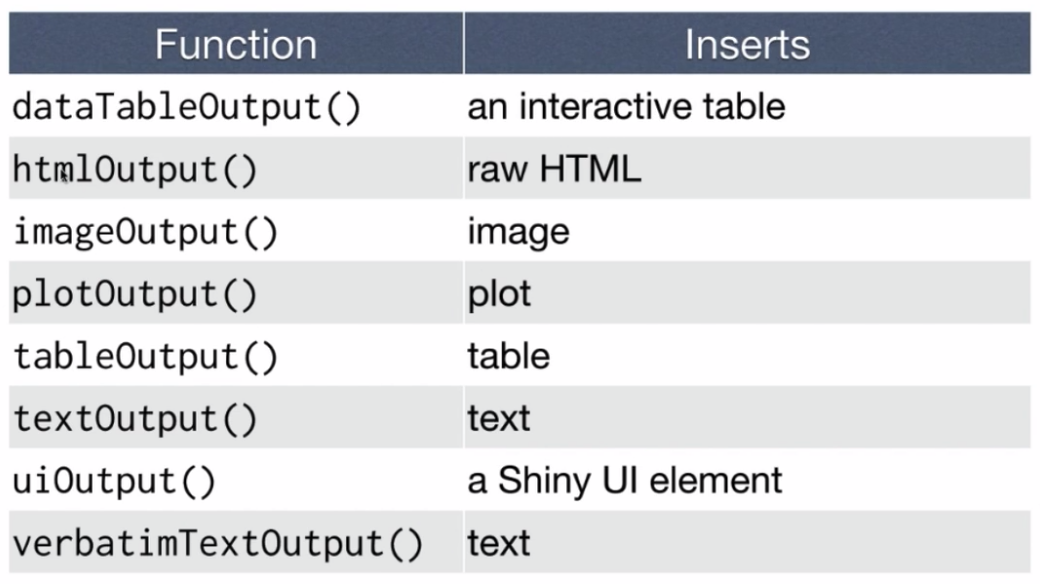 Function Inserts
dataTableOutput() an interactive table
htmlOutput() raw HTML
imageOutput() image
plotOutput() plot
tableOutput() table
textOutput() text
uiOutput() a Shiny UI element
verbatimTextOutput() text